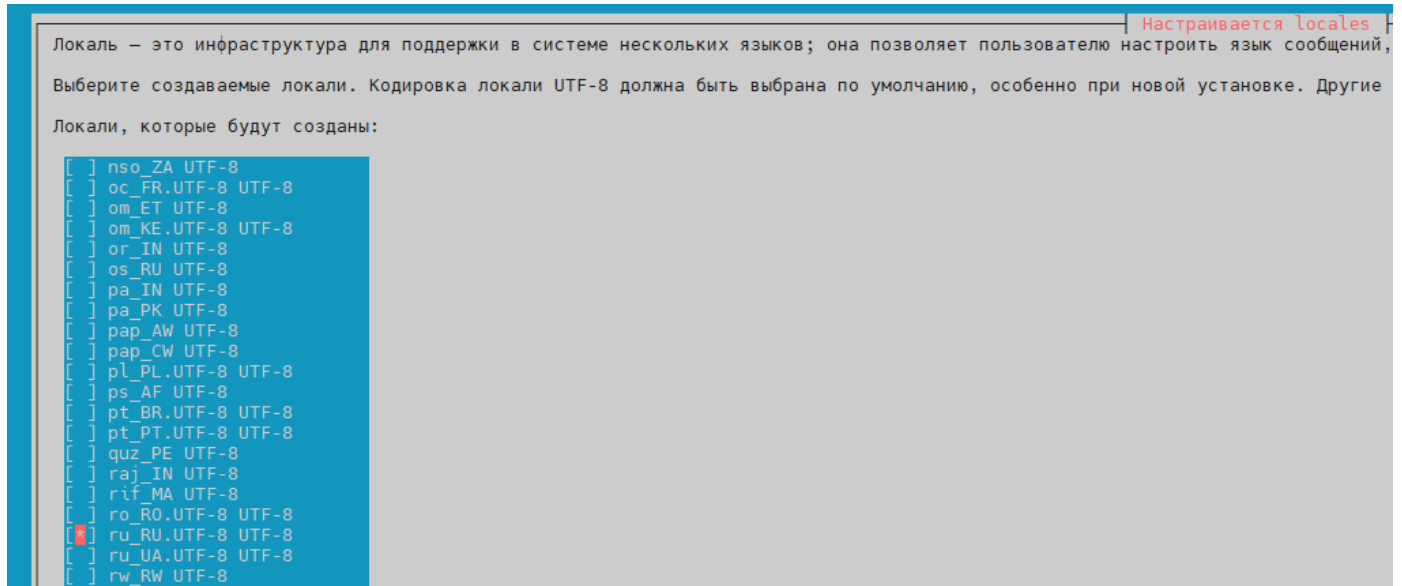 Настраивается locales
Локаль — это инфраструктура для поддержки в системе нескольких языков; она позволяет пользователю настроить язык сообщений,
Выберите создаваемые локали. Кодировка локали UTF-8 должна быть выбрана по умолчанию, особенно при новой установке. Другие
Локали, которые будут созданы:
[ ] nso_ZA UTF-8
[ ] oc_FR.UTF-8 UTF-8
[ ] om_ET UTF-8
[ ] om_KE.UTF-8 UTF-8
[ ] or_IN UTF-8
[ ] os_RU UTF-8
[ ] pa_IN UTF-8
[ ] pa_PK UTF-8
[ ] pap_AW UTF-8
[ ] pap_CW UTF-8
[ ] pl_PL.UTF-8 UTF-8
[ ] ps_AF UTF-8
[ ] pt_BR.UTF-8 UTF-8
[ ] pt_PT.UTF-8 UTF-8
[ ] quz_PE UTF-8
[ ] raj_IN UTF-8
[ ] rif_MA UTF-8
[ ] ro_RO.UTF-8 UTF-8
[*] ru_RU.UTF-8 UTF-8
[ ] ru_UA.UTF-8 UTF-8
[ ] rw_RW UTF-8